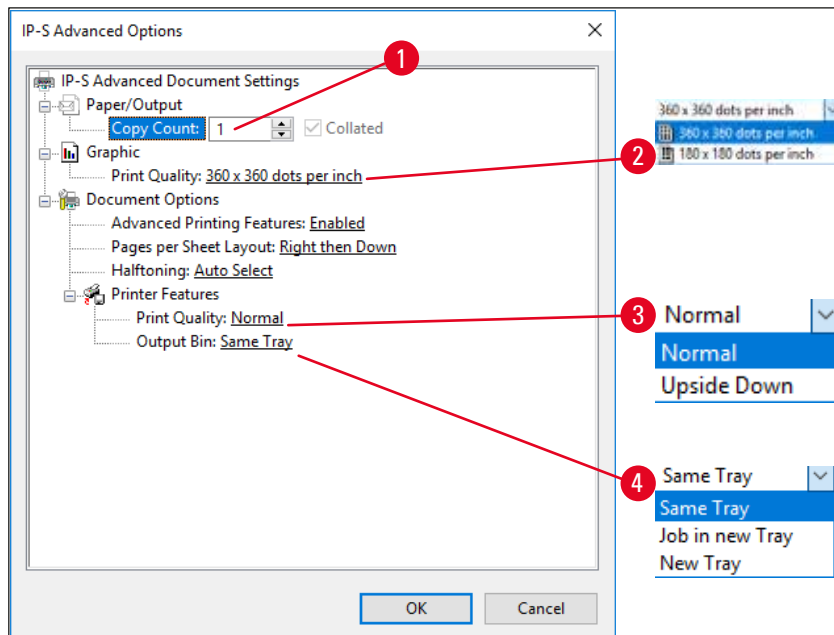 IP-S Advanced Options
IP-S Advanced Document Settings
Paper/Output
Copy Count: 1 Collated
Graphic
Print Quality: 360 x 360 dots per inch
Document Options
Advanced Printing Features: Enabled
Pages per Sheet Layout: Right then Down
Halftoning: Auto Select
Printer Features
Print Quality: Normal
Output Bin: Same Tray
OK Cancel
1
2
360 x 360 dots per inch
360 x 360 dots per inch
180 x 180 dots per inch
3
Normal
Normal
Upside Down
4
Same Tray
Same Tray
Job in new Tray
New Tray